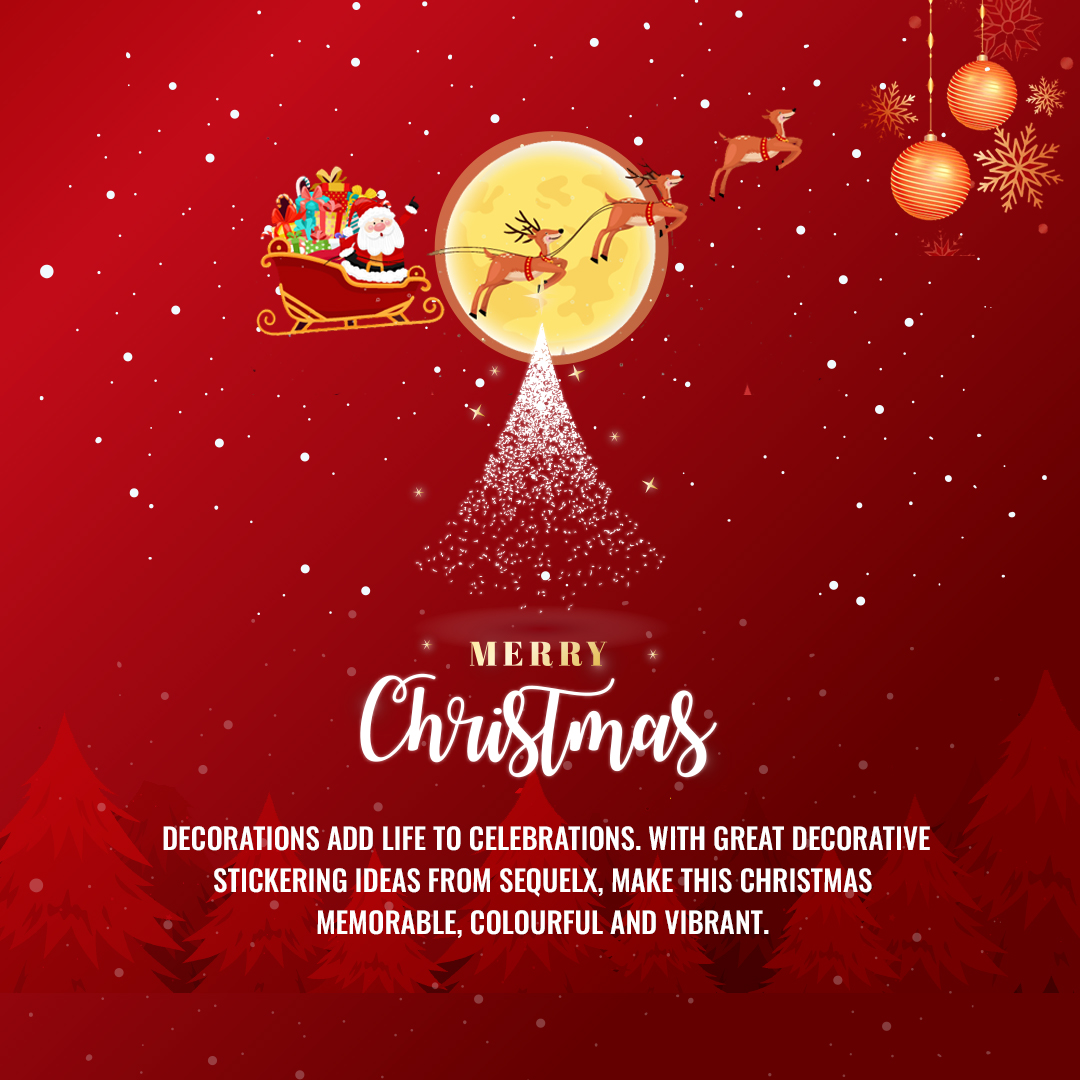 MERRY
Christmas
DECORATIONS ADD LIFE TO CELEBRATIONS. WITH GREAT DECORATIVE
STICKERING IDEAS FROM SEQUELX, MAKE THIS CHRISTMAS
MEMORABLE, COLOURFUL AND VIBRANT.